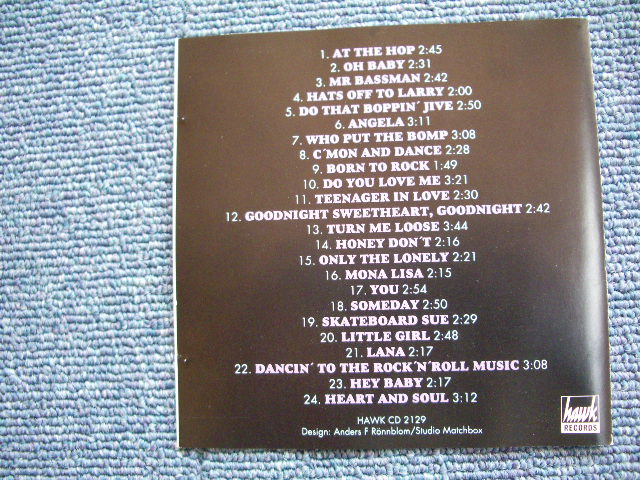 1. AT THE HOP 2:45
2. OH BABY 2:31
3. MR BASSMAN 2:42
4. HATS OFF TO LARRY 2:00
5. DO THAT BOPPIN´ JIVE 2:50
6. ANGELA 3:11
7. WHO PUT THE BOMP 3:08
8. C´MON AND DANCE 2:28
9. BORN TO ROCK 1:49
10. DO YOU LOVE ME 3:21
11. TEENAGER IN LOVE 2:30
12. GOODNIGHT SWEETHEART, GOODNIGHT 2:42
13. TURN ME LOOSE 3:44
14. HONEY DON´T 2:16
15. ONLY THE LONELY 2:21
16. MONA LISA 2:15
17. YOU 2:54
18. SOMEDAY 2:50
19. SKATEBOARD SUE 2:29
20. LITTLE GIRL 2:48
21. LANA 2:17
22. DANCIN´ TO THE ROCK´N´ROLL MUSIC 3:08
23. HEY BABY 2:17
24. HEART AND SOUL 3:12
HAWK CD 2129
Design: Anders F Rönnblom/Studio Matchbox
hawk
RECORDS